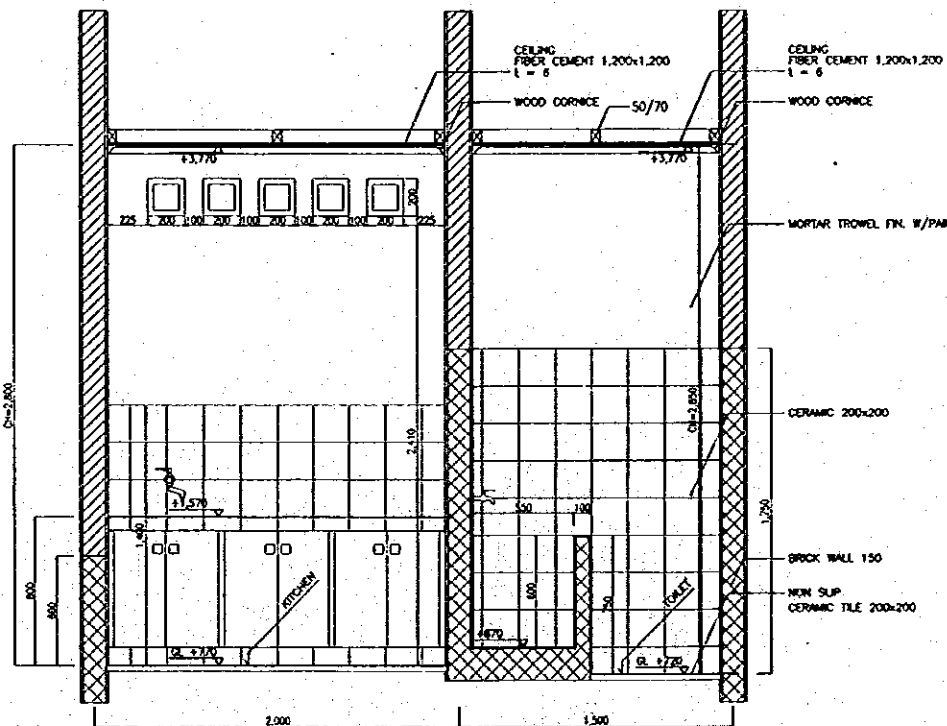 CEILING
FIBER CEMENT 1,200x1,200
t = 6
WOOD CORNICE
50/70
CEILING
FIBER CEMENT 1,200x1,200
t = 6
WOOD CORNICE
+3,770
+3,770
200
225 200 100 200 100 200 100 200 100 200 225
MORTAR TROWEL FIN.
CH=2,800
2,410
CH=2,850
CERAMIC 200x200
+1,570
550 100
1,400
800
600
600
750
1,250
BRICK WALL 150
NON SLIP
CERAMIC TILE 200x200
KITCHEN
TOILET
+870
GL +770
GL +720
2,000
1,500